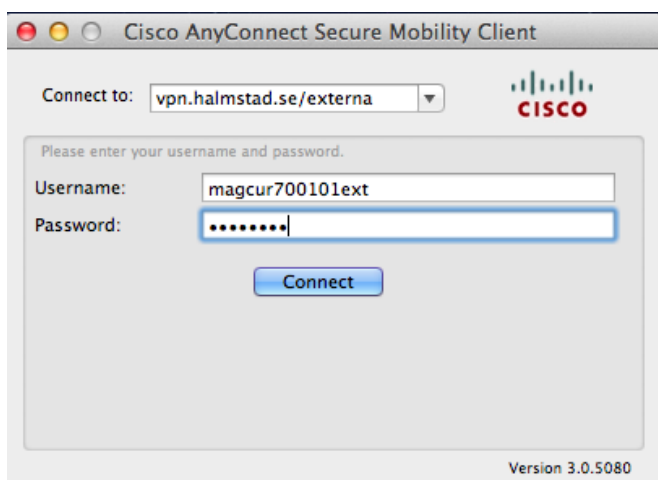 Cisco AnyConnect Secure Mobility Client
Connect to: vpn.halmstad.se/externa
CISCO
Please enter your username and password.
Username: magcur700101ext
Password: ••••••••
Connect
Version 3.0.5080